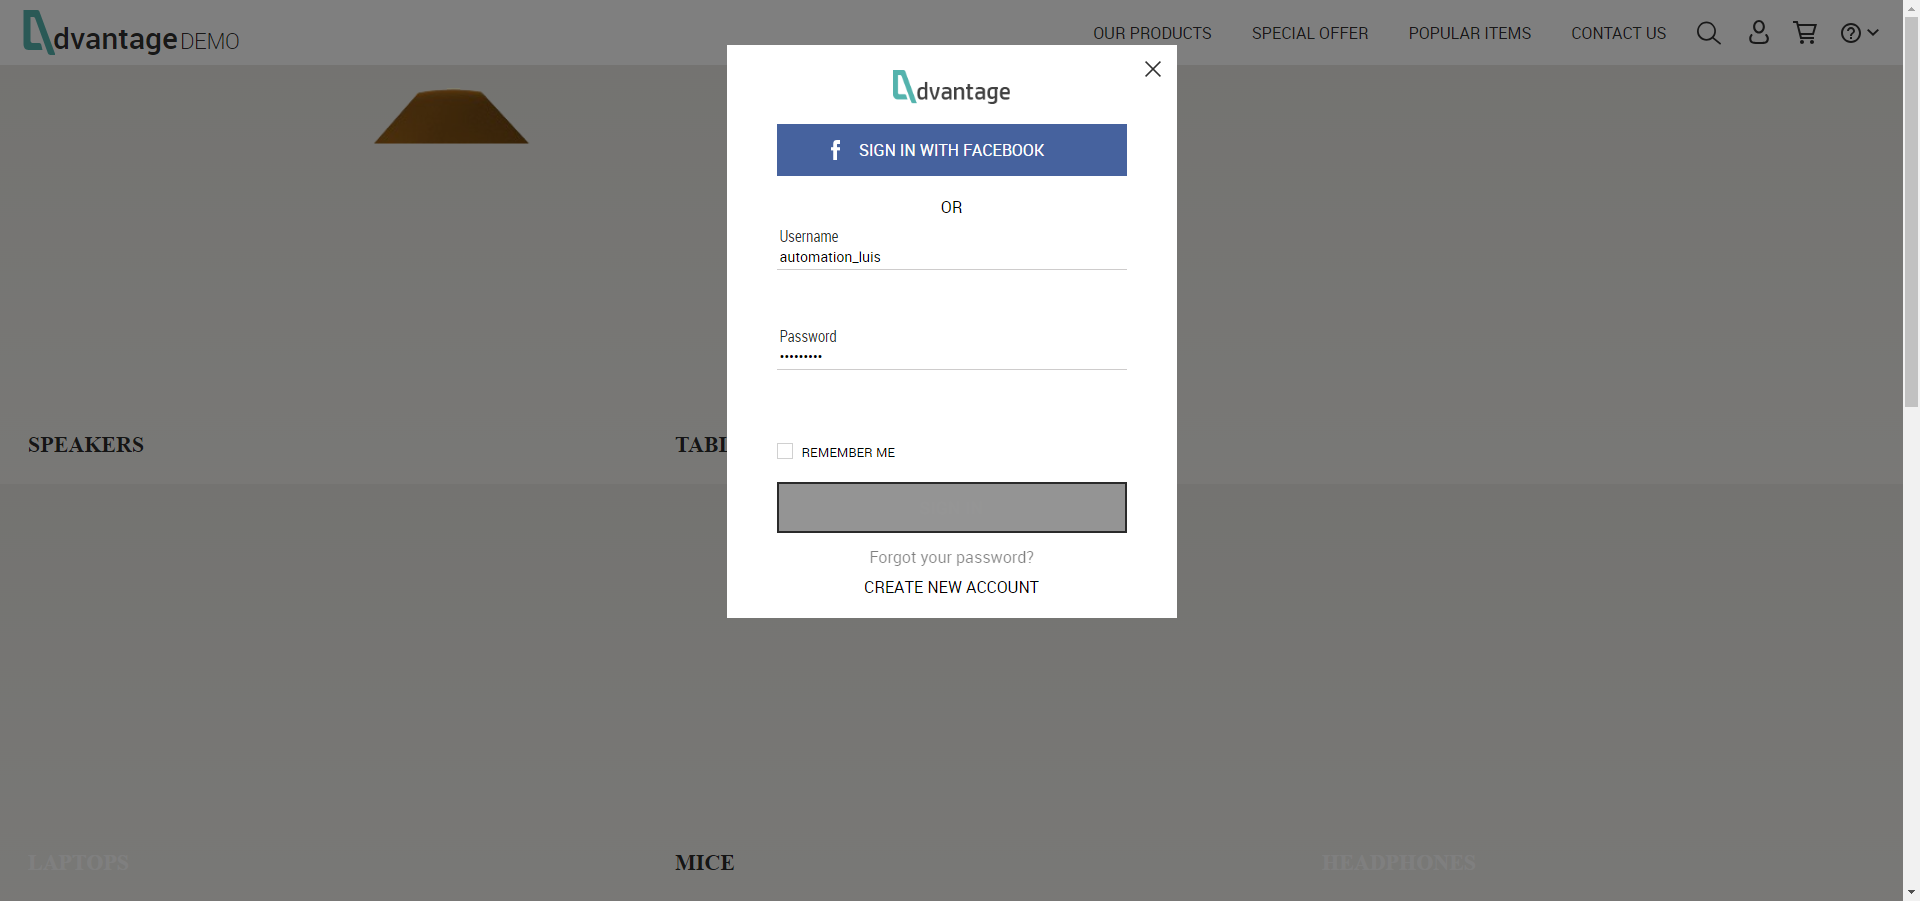 dvantage DEMO
OUR PRODUCTS
SPECIAL OFFER
POPULAR ITEMS
CONTACT US
dvantage
SIGN IN WITH FACEBOOK
OR
Username
automation_luis
Password
•••••••••
REMEMBER ME
Forgot your password?
CREATE NEW ACCOUNT
SPEAKERS
TABL
LAPTOPS
MICE
HEADPHONES